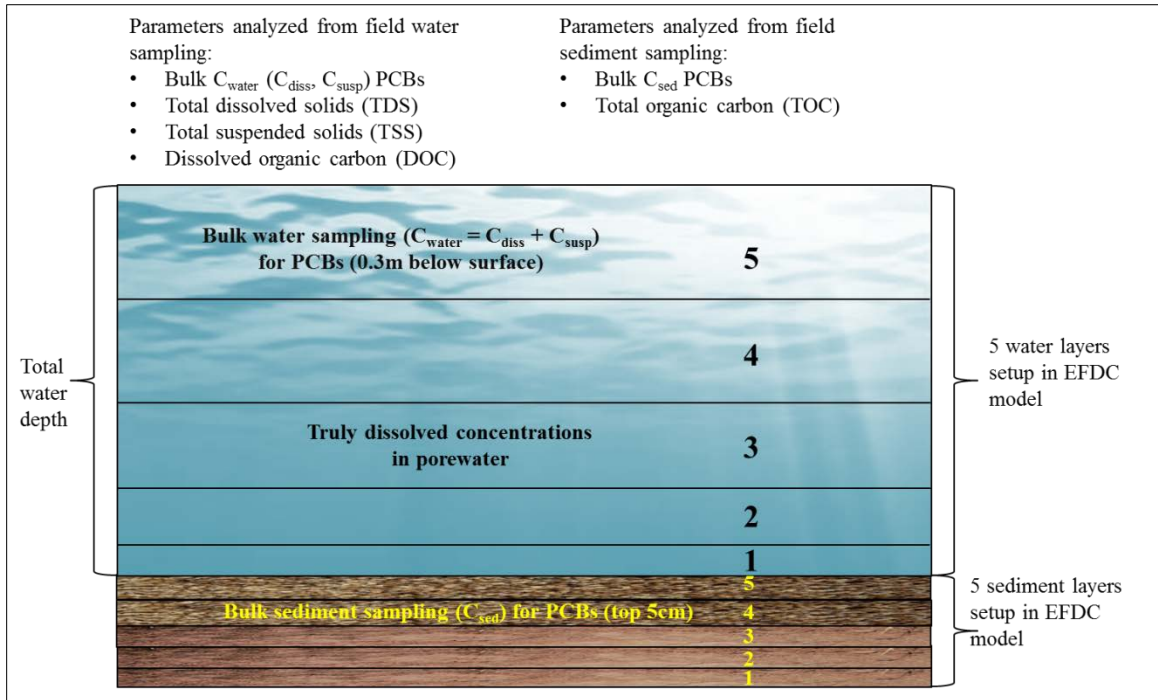 Parameters analyzed from field water
sampling:
• Bulk C_water (C_diss, C_susp) PCBs
• Total dissolved solids (TDS)
• Total suspended solids (TSS)
• Dissolved organic carbon (DOC)
Parameters analyzed from field
sediment sampling:
• Bulk C_sed PCBs
• Total organic carbon (TOC)
Bulk water sampling (C_water = C_diss + C_susp)
for PCBs (0.3m below surface)
5
4
Total
water
depth
5 water layers
setup in EFDC
model
Truly dissolved concentrations
in porewater
3
2
1
5
Bulk sediment sampling (C_sed) for PCBs (top 5cm)
4
3
2
1
5 sediment layers
setup in EFDC
model